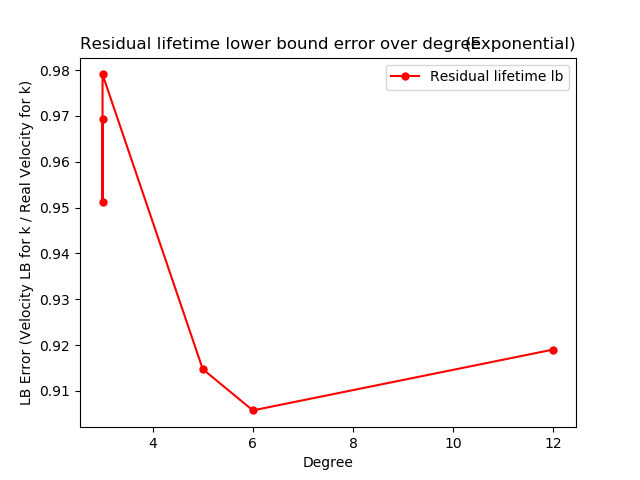 Residual lifetime lower bound error over degree (Exponential)
Residual lifetime lb
0.98
0.97
0.96
0.95
0.94
0.93
0.92
0.91
LB Error (Velocity LB for k / Real Velocity for k)
4 6 8 10 12
Degree